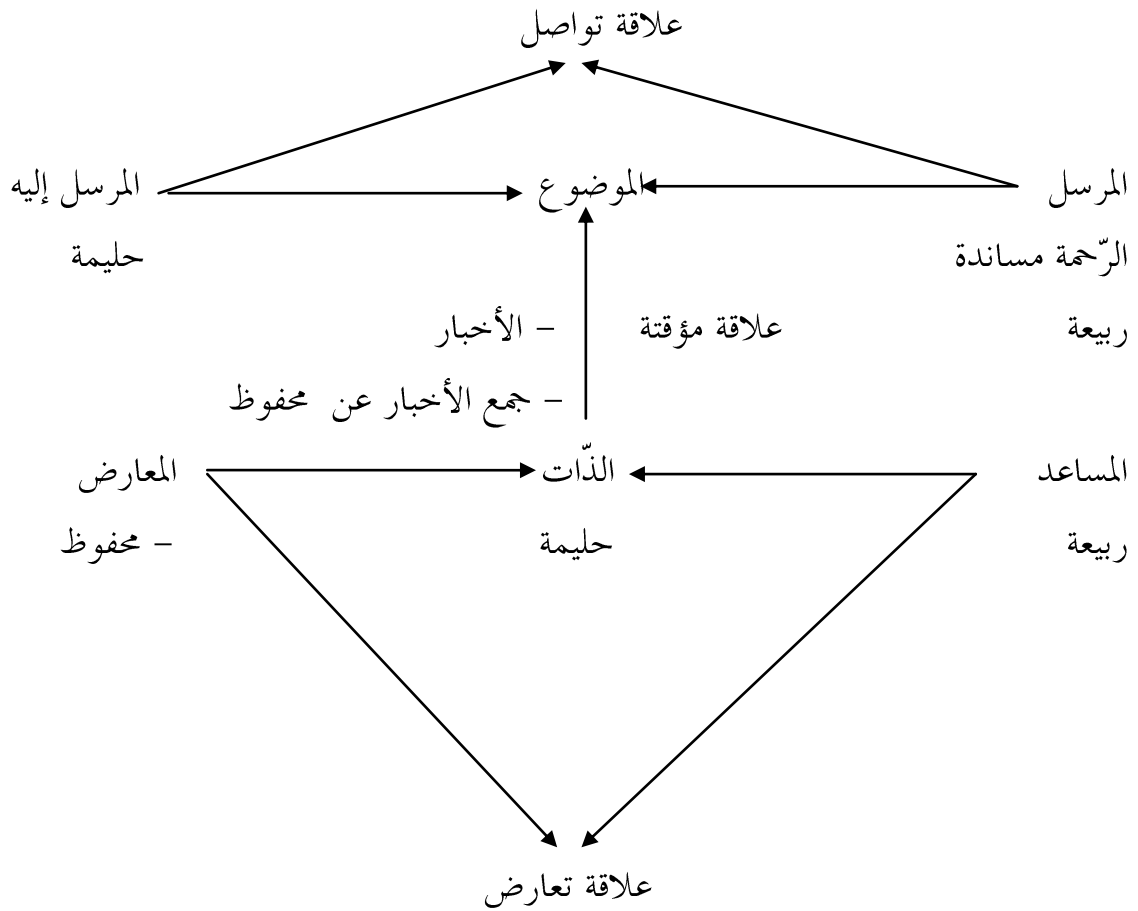 علاقة تواصل
المرسل الموضوع المرسل إليه
الرّحمة مساندة حليمة
ربيعة علاقة مؤقتة – الأخبار
– جمع الأخبار عن محفوظ
المساعد الذّات المعارض
ربيعة حليمة – محفوظ
علاقة تعارض